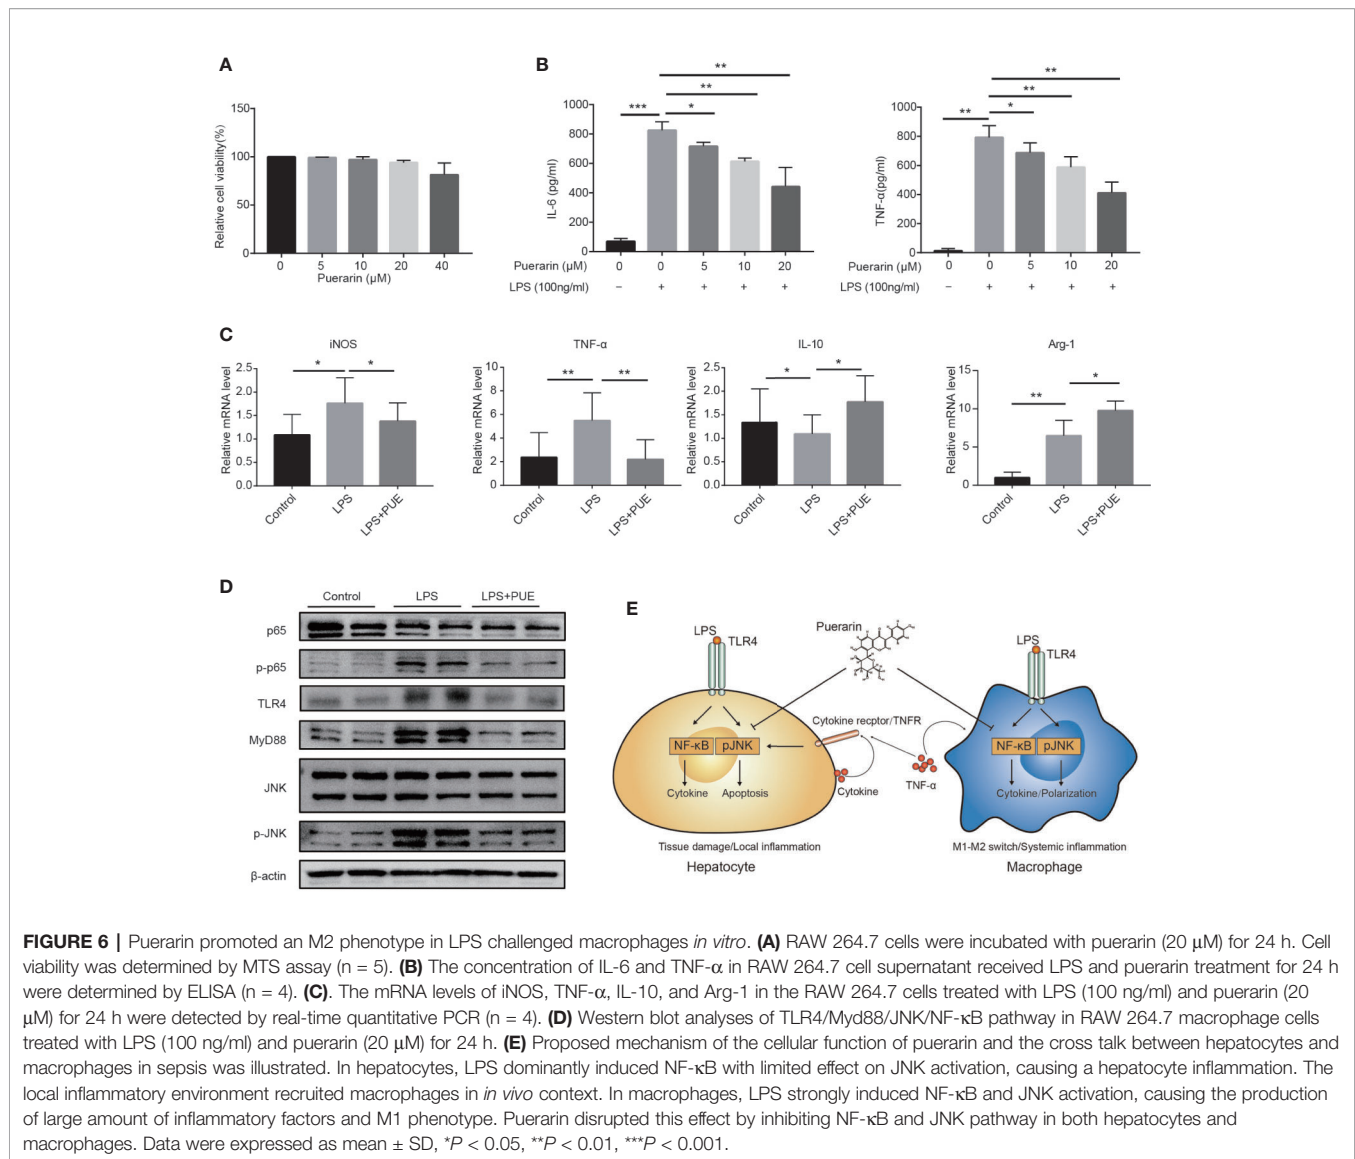 A
Relative cell viability(%)
150
100
50
0
0 5 10 20 40
Puerarin (μM)
B
IL-6 (pg/ml)
1000
800
600
400
200
0
*** * ** **
Puerarin (μM) 0 0 5 10 20
LPS (100ng/ml) – + + + +
TNF-α(pg/ml)
1000
800
600
400
200
0
** * ** **
Puerarin (μM) 0 0 5 10 20
LPS (100ng/ml) – + + + +
C
iNOS
Relative mRNA level
2.5
2.0
1.5
1.0
0.5
0.0
* *
Control LPS LPS+PUE
TNF-α
Relative mRNA level
10
8
6
4
2
0
** **
Control LPS LPS+PUE
IL-10
Relative mRNA level
2.5
2.0
1.5
1.0
0.5
0.0
* *
Control LPS LPS+PUE
Arg-1
Relative mRNA level
15
10
5
0
** *
Control LPS LPS+PUE
D
Control LPS LPS+PUE
p65
p-p65
TLR4
MyD88
JNK
p-JNK
β-actin
E
LPS
TLR4
Puerarin
LPS
TLR4
Cytokine recptor/TNFR
NF-κB pJNK
NF-κB pJNK
Cytokine Apoptosis
Cytokine
TNF-α
Cytokine/Polarization
Tissue damage/Local inflammation
M1-M2 switch/Systemic inflammation
Hepatocyte
Macrophage
FIGURE 6 | Puerarin promoted an M2 phenotype in LPS challenged macrophages in vitro. (A) RAW 264.7 cells were incubated with puerarin (20 μM) for 24 h. Cell
viability was determined by MTS assay (n = 5). (B) The concentration of IL-6 and TNF-α in RAW 264.7 cell supernatant received LPS and puerarin treatment for 24 h
were determined by ELISA (n = 4). (C). The mRNA levels of iNOS, TNF-α, IL-10, and Arg-1 in the RAW 264.7 cells treated with LPS (100 ng/ml) and puerarin (20
μM) for 24 h were detected by real-time quantitative PCR (n = 4). (D) Western blot analyses of TLR4/Myd88/JNK/NF-κB pathway in RAW 264.7 macrophage cells
treated with LPS (100 ng/ml) and puerarin (20 μM) for 24 h. (E) Proposed mechanism of the cellular function of puerarin and the cross talk between hepatocytes and
macrophages in sepsis was illustrated. In hepatocytes, LPS dominantly induced NF-κB with limited effect on JNK activation, causing a hepatocyte inflammation. The
local inflammatory environment recruited macrophages in in vivo context. In macrophages, LPS strongly induced NF-κB and JNK activation, causing the production
of large amount of inflammatory factors and M1 phenotype. Puerarin disrupted this effect by inhibiting NF-κB and JNK pathway in both hepatocytes and
macrophages. Data were expressed as mean ± SD, *P < 0.05, **P < 0.01, ***P < 0.001.